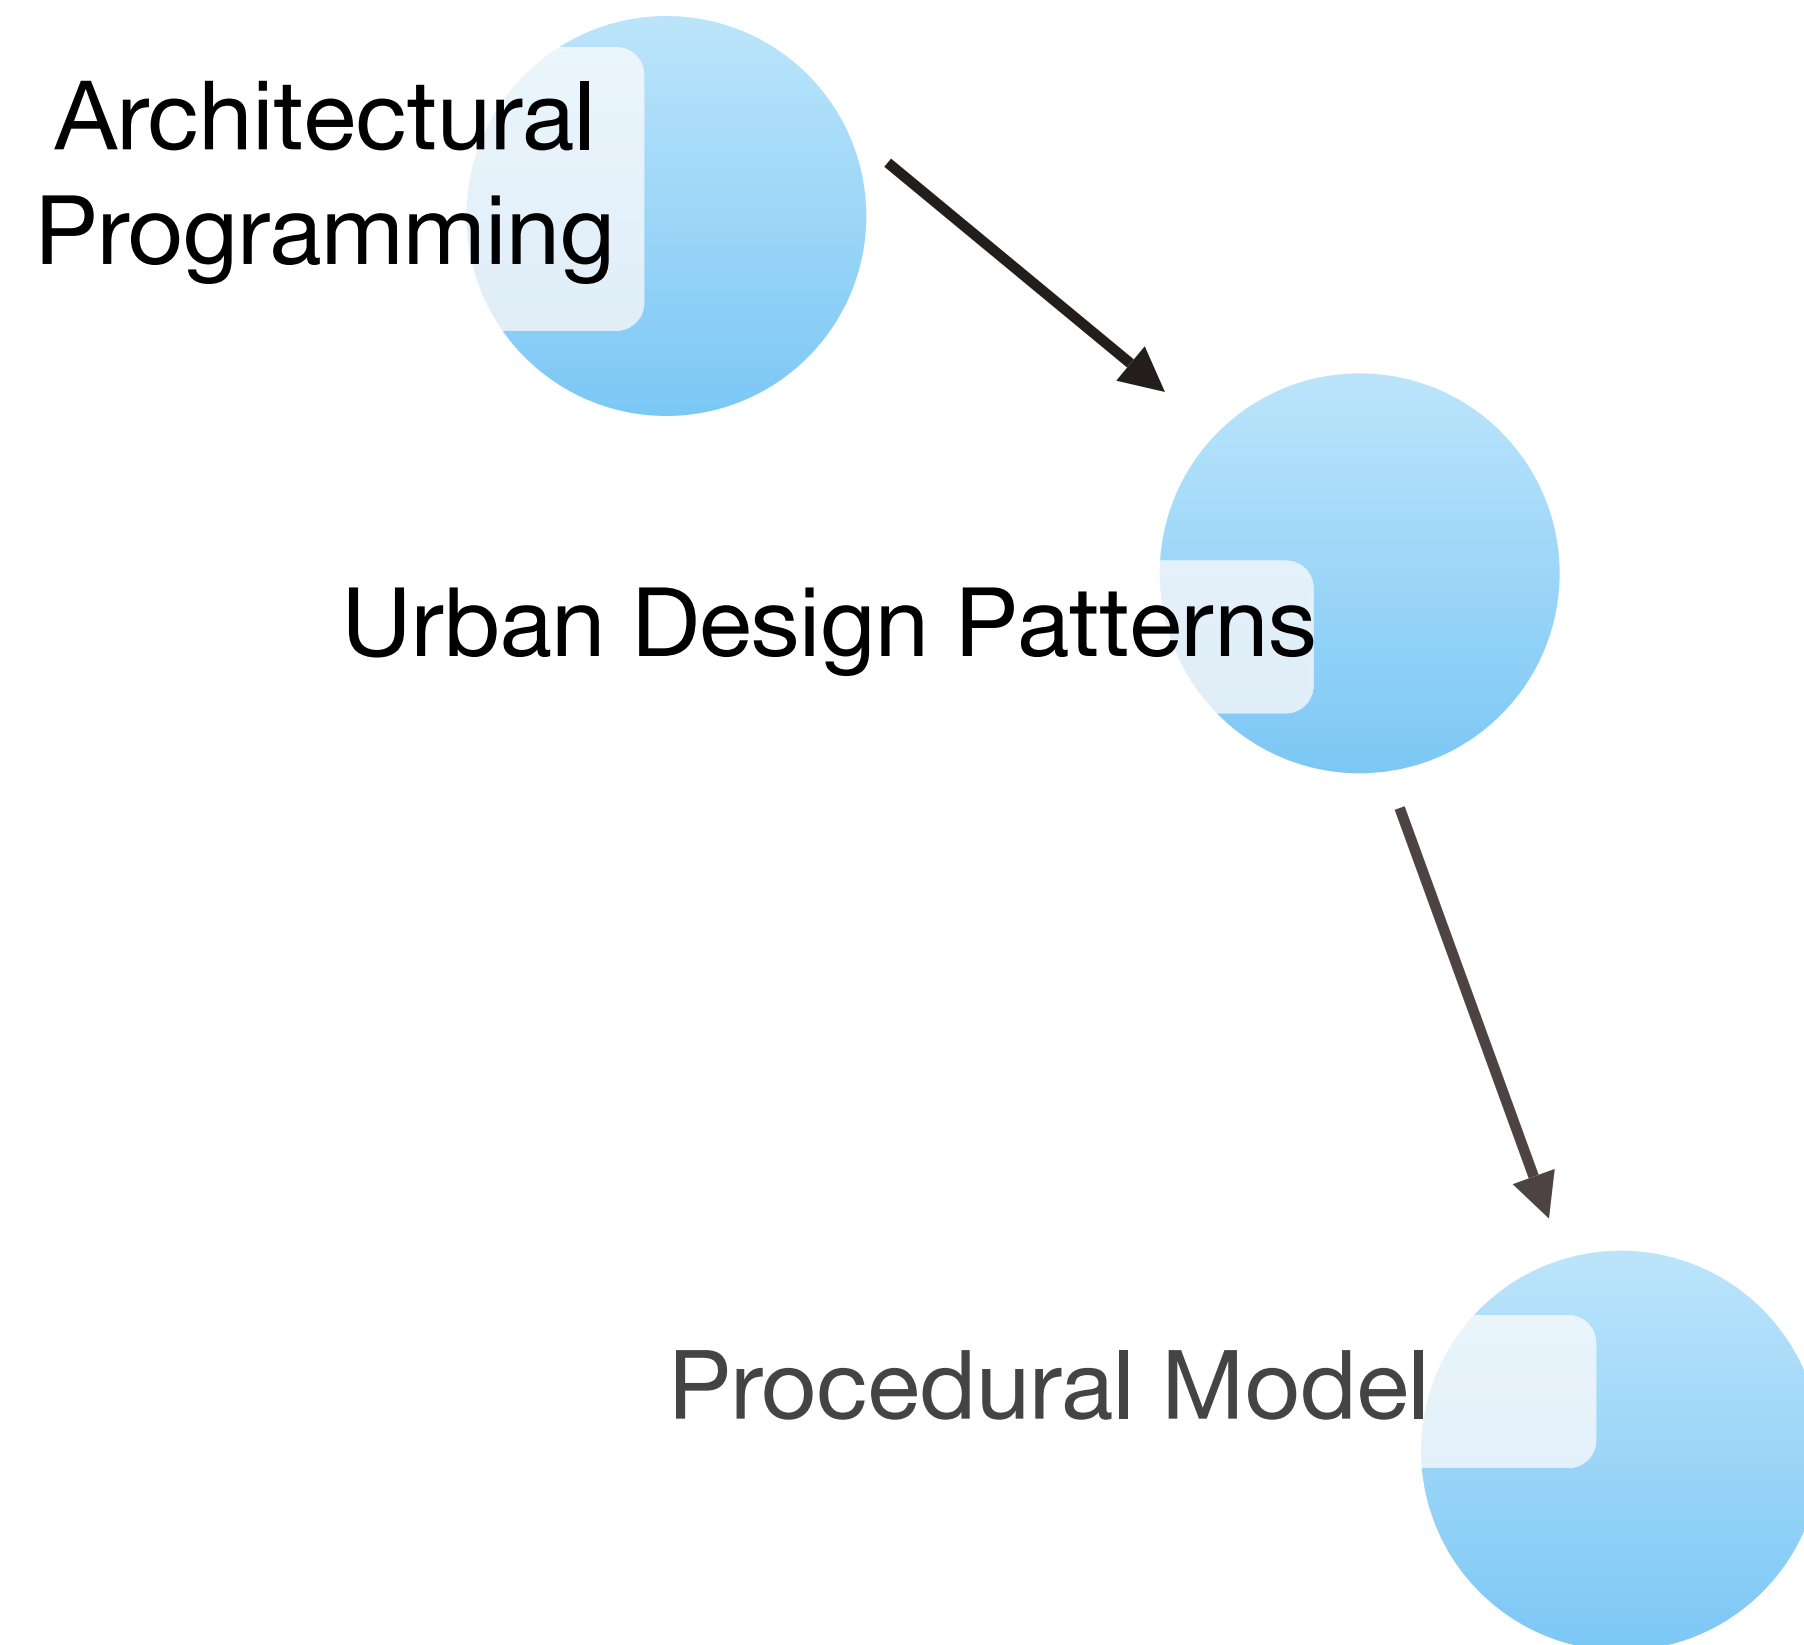 Architectural
Programming
Urban Design Patterns
Procedural Model